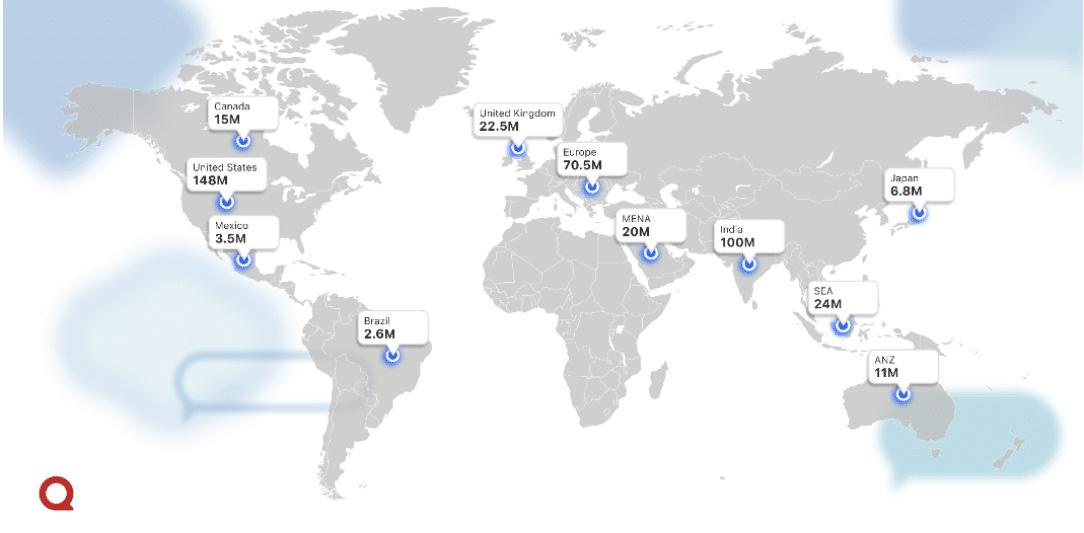 Canada
15M
United Kingdom
22.5M
Europe
70.5M
United States
148M
Japan
6.8M
MENA
20M
Mexico
3.5M
India
100M
SEA
24M
Brazil
2.6M
ANZ
11M
Q